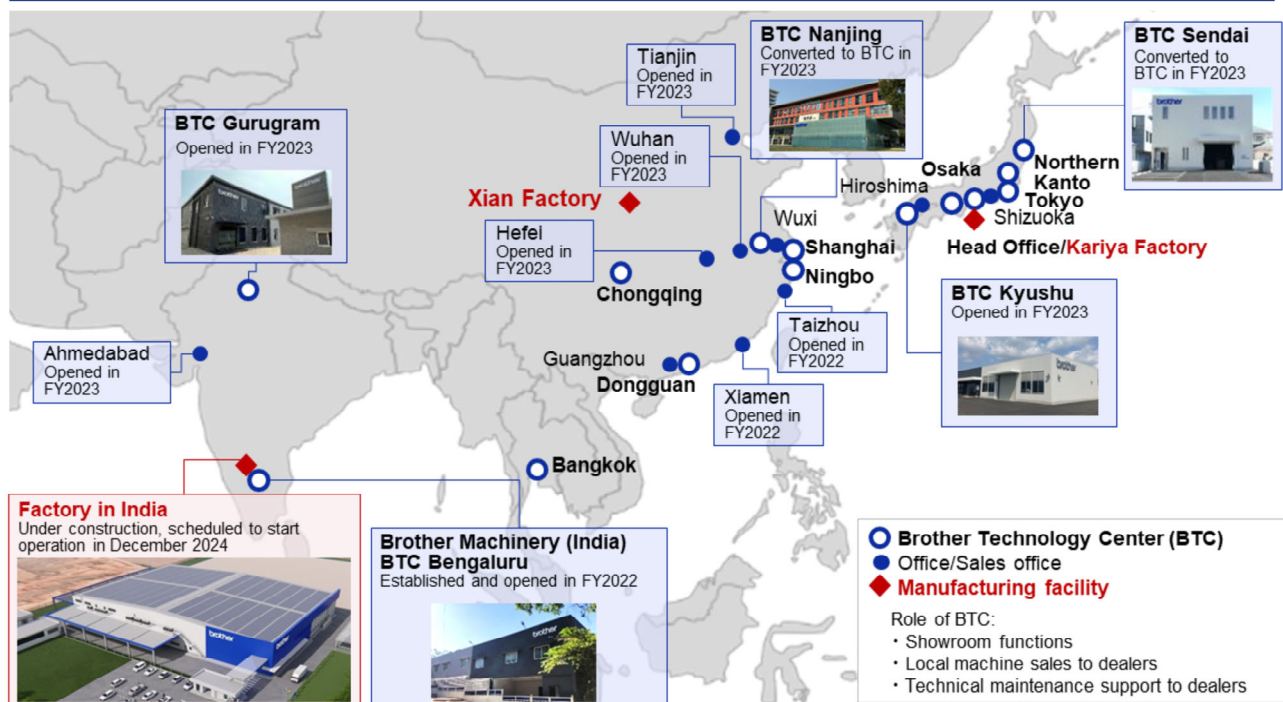 BTC Nanjing
Converted to BTC in
FY2023
BTC Sendai
Converted to
BTC in FY2023
brother
Tianjin
Opened in
FY2023
BTC Gurugram
Opened in FY2023
brother
Wuhan
Opened in
FY2023
Xian Factory
Osaka
Northern
Kanto
Hiroshima
Tokyo
Shizuoka
Wuxi
Hefei
Opened in
FY2023
Shanghai
Head Office/Kariya Factory
Ningbo
Chongqing
BTC Kyushu
Opened in FY2023
brother
Taizhou
Opened in
FY2022
Ahmedabad
Opened in
FY2023
Guangzhou
Dongguan
Xiamen
Opened in
FY2022
Bangkok
Factory in India
Under construction, scheduled to start
operation in December 2024
brother
Brother Machinery (India)
BTC Bengaluru
Established and opened in FY2022
brother
Brother Technology Center (BTC)
Office/Sales office
Manufacturing facility
Role of BTC:
・Showroom functions
・Local machine sales to dealers
・Technical maintenance support to dealers